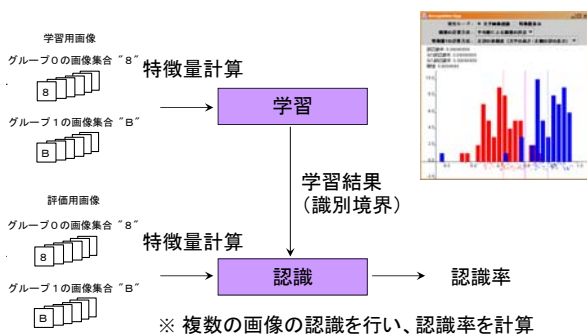 学習用画像
グループ0の画像集合 "8"
8
グループ1の画像集合 "B"
B
特徴量計算
学習
学習結果
(識別境界)
評価用画像
グループ0の画像集合 "8"
8
グループ1の画像集合 "B"
B
特徴量計算
認識
認識率
※ 複数の画像の認識を行い、認識率を計算